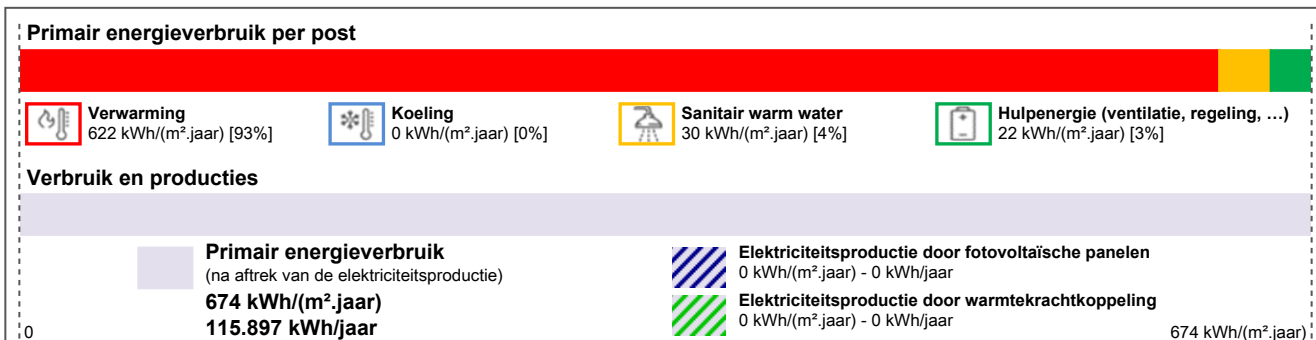 Primair energieverbruik per post
Verwarming
622 kWh/(m².jaar) [93%]
Koeling
0 kWh/(m².jaar) [0%]
Sanitair warm water
30 kWh/(m².jaar) [4%]
Hulpenergie (ventilatie, regeling, …)
22 kWh/(m².jaar) [3%]
Verbruik en producties
Primair energieverbruik
(na aftrek van de elektriciteitsproductie)
674 kWh/(m².jaar)
115.897 kWh/jaar
Elektriciteitsproductie door fotovoltaïsche panelen
0 kWh/(m².jaar) - 0 kWh/jaar
Elektriciteitsproductie door warmtekrachtkoppeling
0 kWh/(m².jaar) - 0 kWh/jaar
0
674 kWh/(m².jaar)